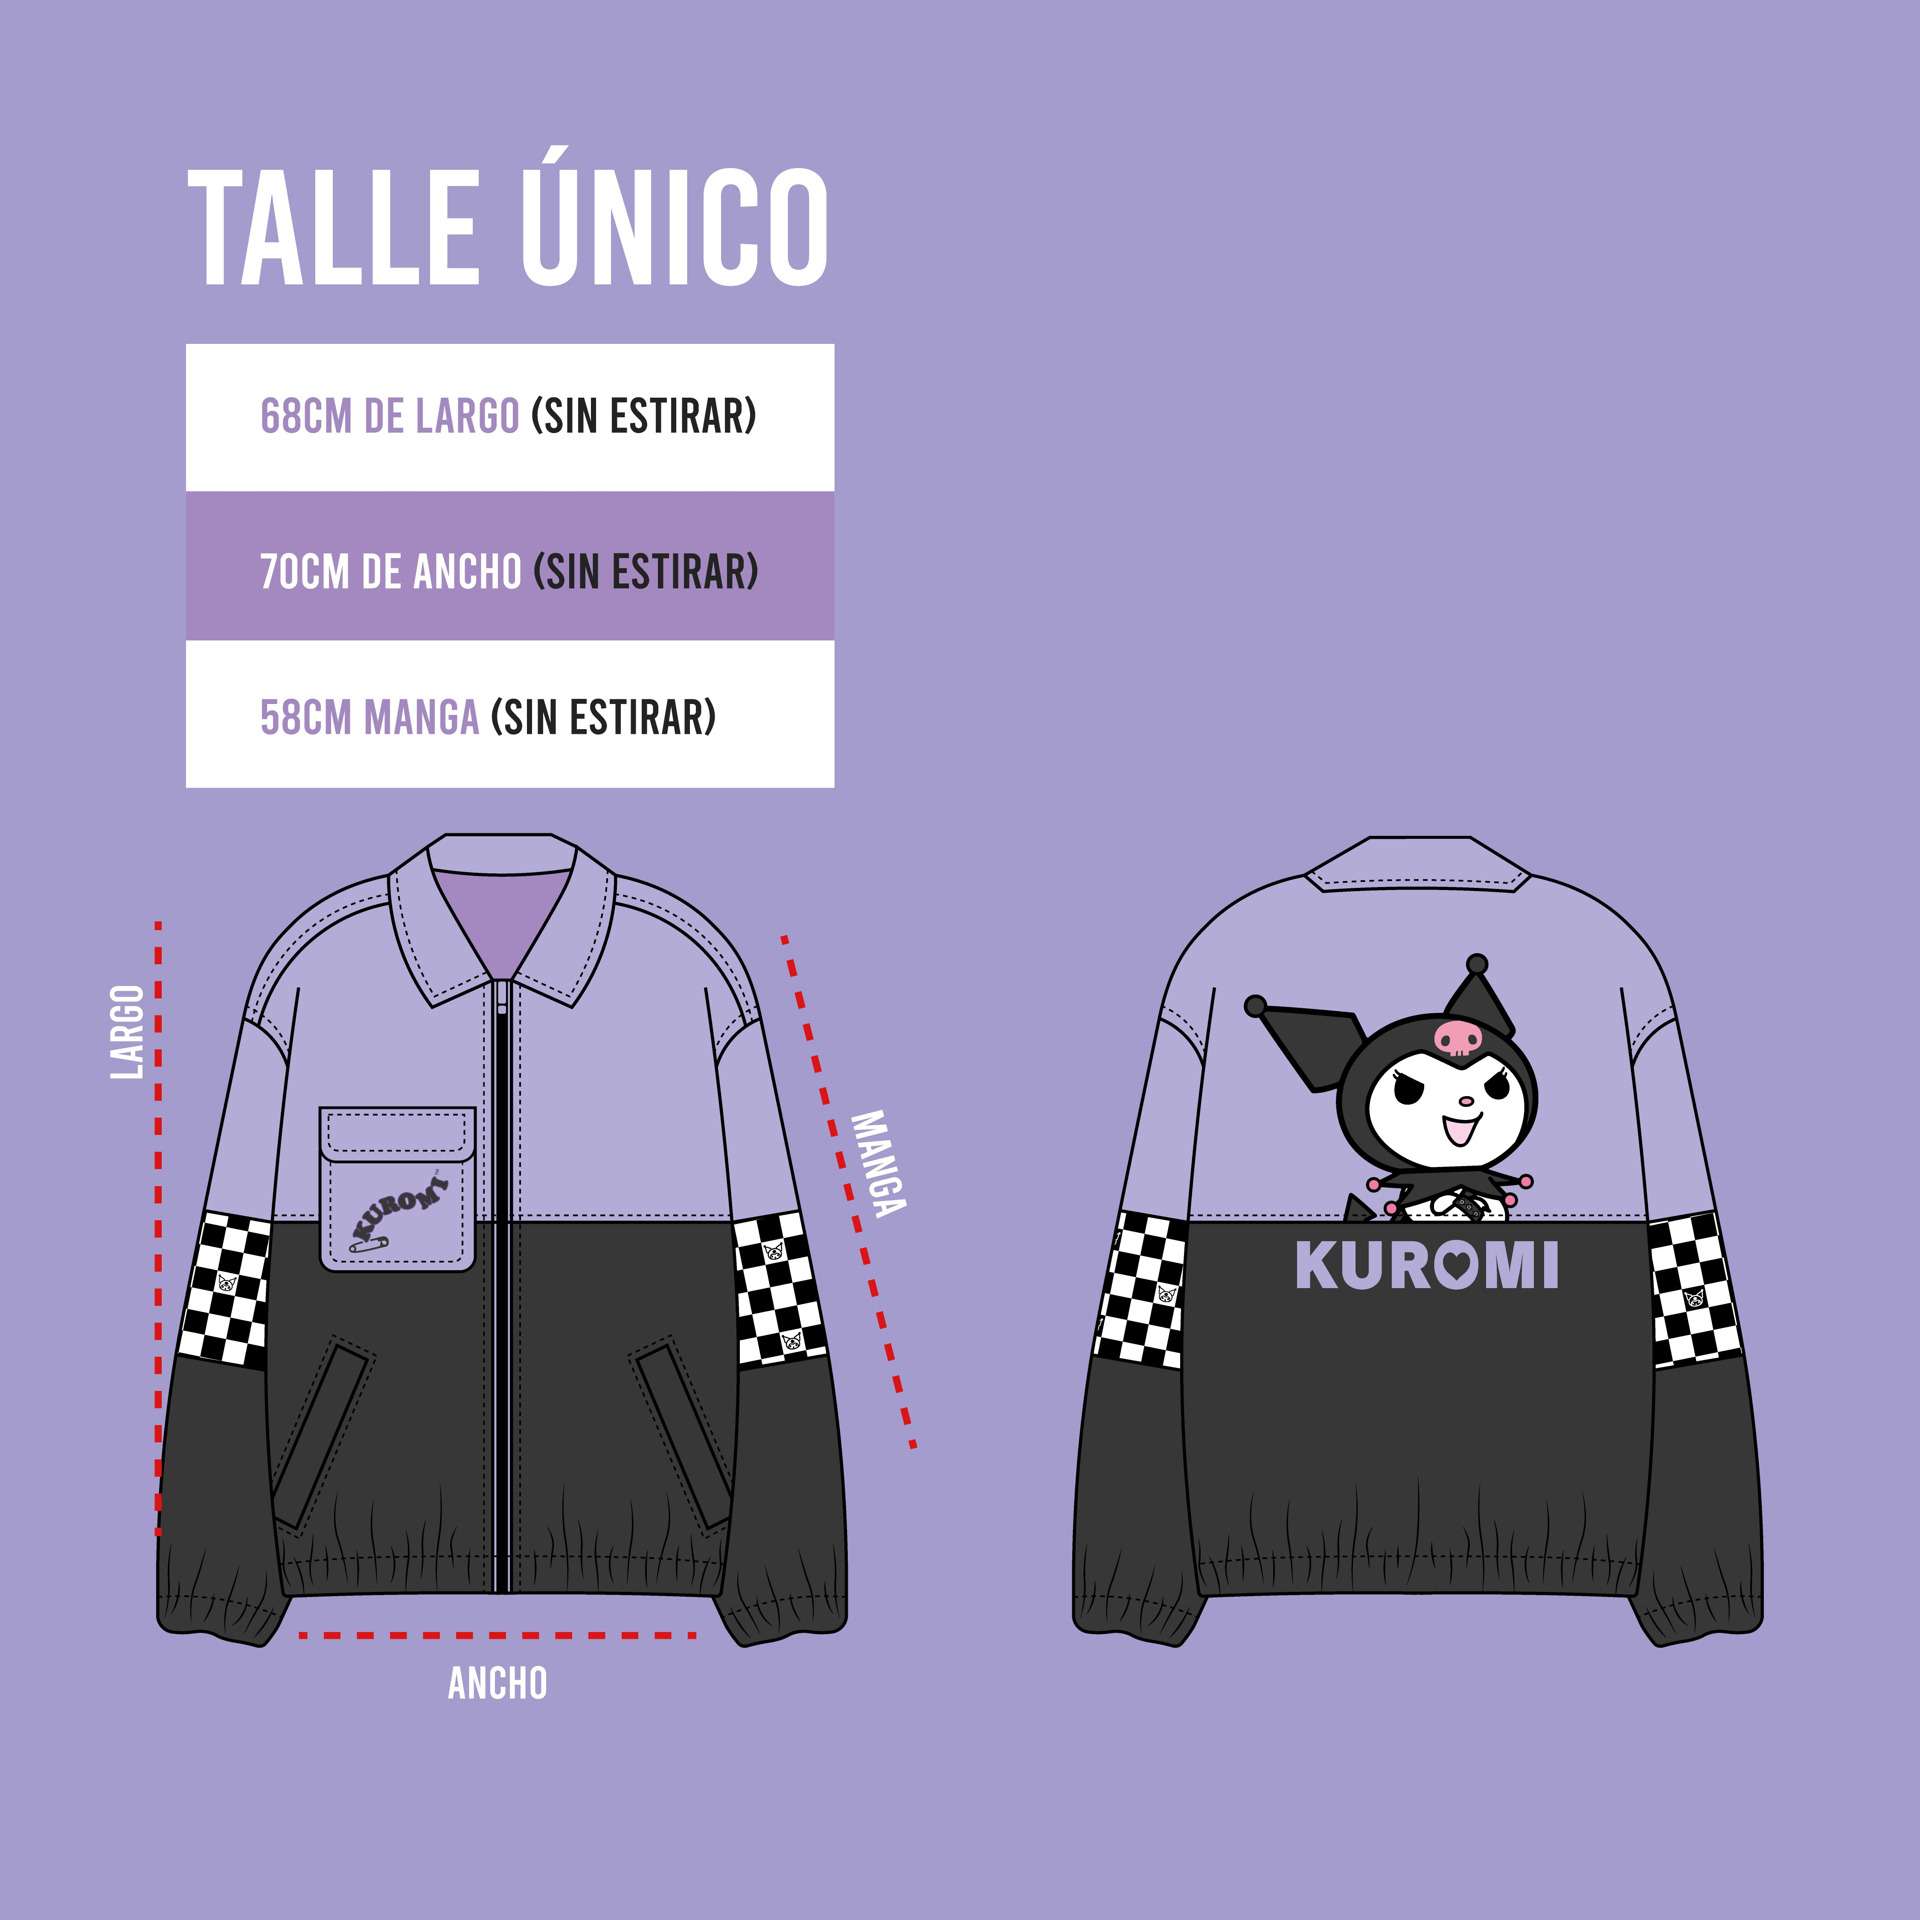 TALLE ÚNICO
68CM DE LARGO (SIN ESTIRAR)
70CM DE ANCHO (SIN ESTIRAR)
58CM MANGA (SIN ESTIRAR)
LARGO
MANGA
KUROMI
KUROMI
ANCHO